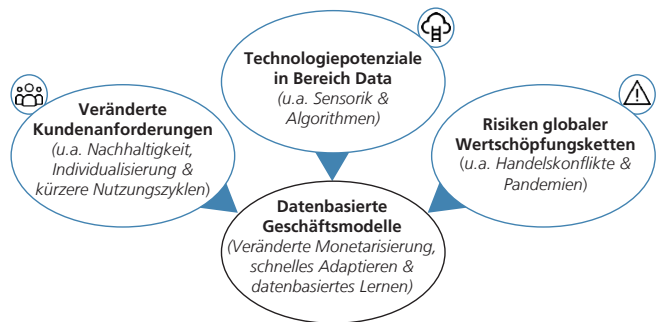 Technologiepotenziale
in Bereich Data
(u.a. Sensorik &
Algorithmen)
Veränderte
Kundenanforderungen
(u.a. Nachhaltigkeit,
Individualisierung &
kürzere Nutzungszyklen)
Risiken globaler
Wertschöpfungsketten
(u.a. Handelskonflikte &
Pandemien)
Datenbasierte
Geschäftsmodelle
(Veränderte Monetarisierung,
schnelles Adaptieren &
datenbasiertes Lernen)